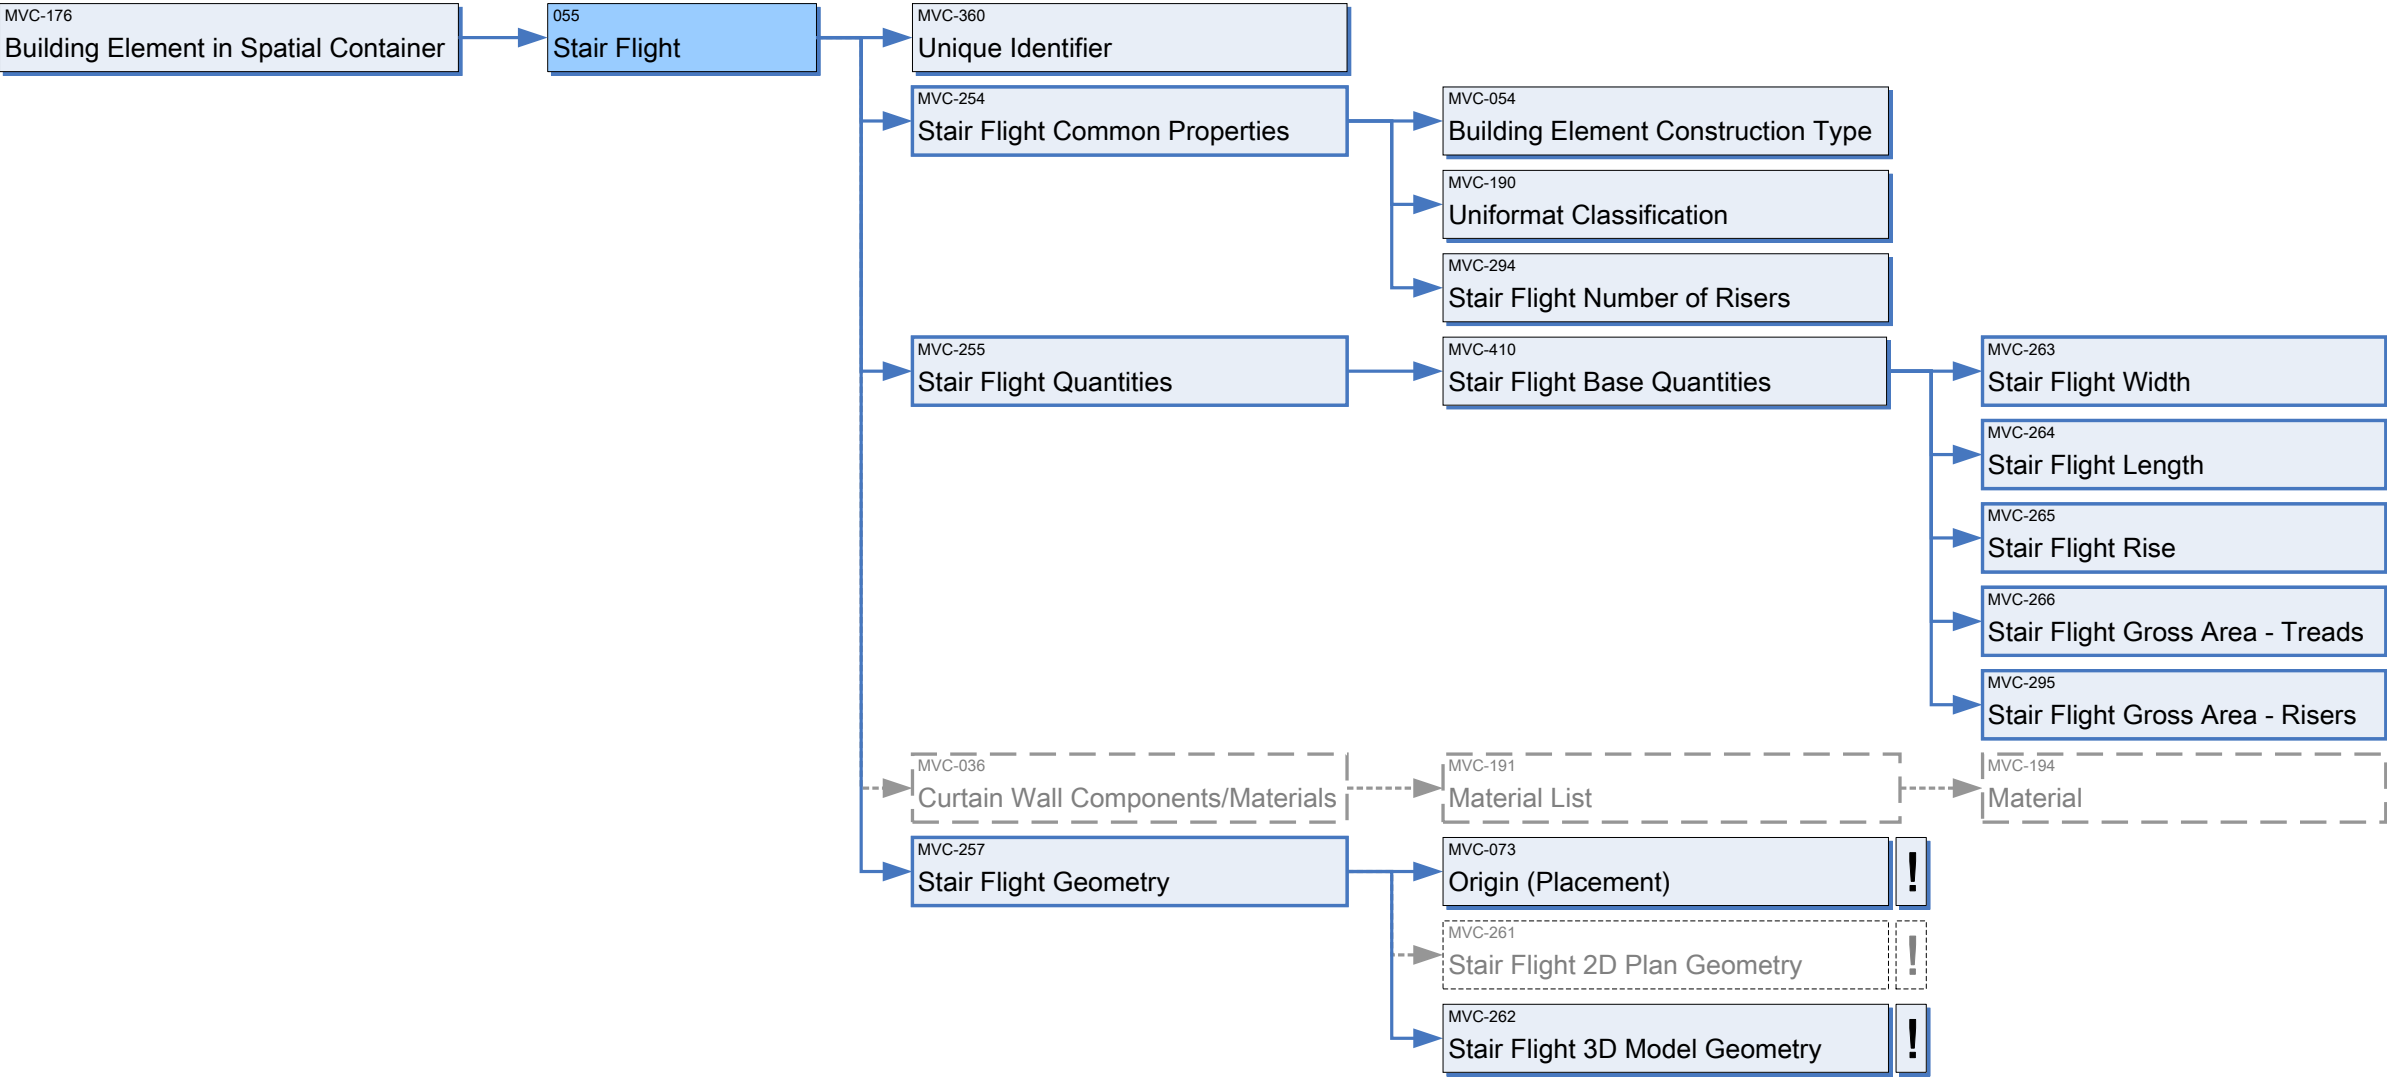 MVC-176
Building Element in Spatial Container
055
Stair Flight
MVC-360
Unique Identifier
MVC-254
Stair Flight Common Properties
MVC-054
Building Element Construction Type
MVC-190
Uniformat Classification
MVC-294
Stair Flight Number of Risers
MVC-255
Stair Flight Quantities
MVC-410
Stair Flight Base Quantities
MVC-263
Stair Flight Width
MVC-264
Stair Flight Length
MVC-265
Stair Flight Rise
MVC-266
Stair Flight Gross Area - Treads
MVC-295
Stair Flight Gross Area - Risers
MVC-036
Curtain Wall Components/Materials
MVC-191
Material List
MVC-194
Material
MVC-257
Stair Flight Geometry
MVC-073
Origin (Placement)
!
MVC-261
Stair Flight 2D Plan Geometry
!
MVC-262
Stair Flight 3D Model Geometry
!